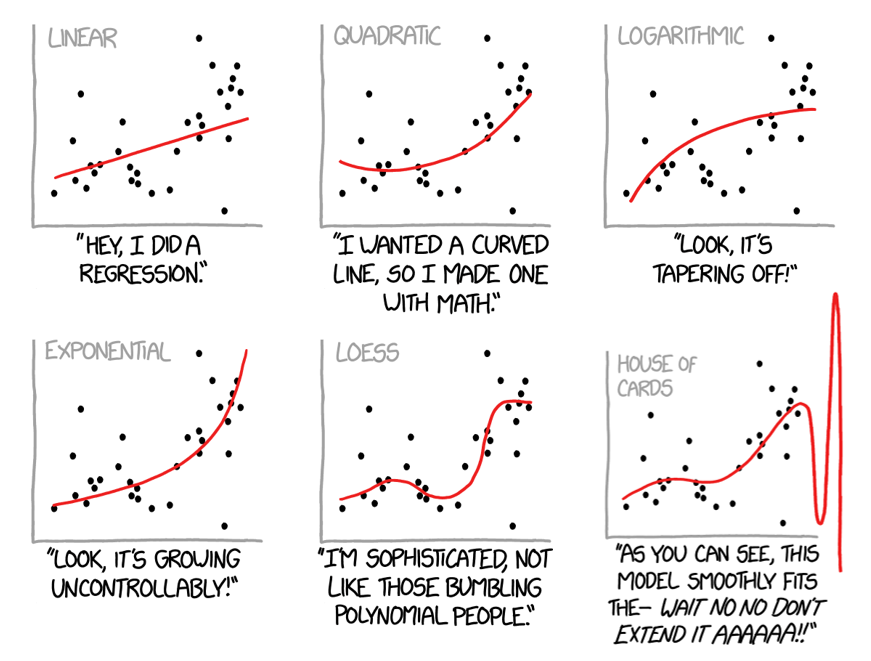 LINEAR
"HEY, I DID A
REGRESSION."
QUADRATIC
"I WANTED A CURVED
LINE, SO I MADE ONE
WITH MATH."
LOGARITHMIC
"LOOK, IT'S
TAPERING OFF!"
EXPONENTIAL
"LOOK, IT'S GROWING
UNCONTROLLABLY!"
LOESS
"I'M SOPHISTICATED, NOT
LIKE THOSE BUMBLING
POLYNOMIAL PEOPLE."
HOUSE OF
CARDS
"AS YOU CAN SEE, THIS
MODEL SMOOTHLY FITS
THE– WAIT NO NO DON'T
EXTEND IT AAAAAA!!"